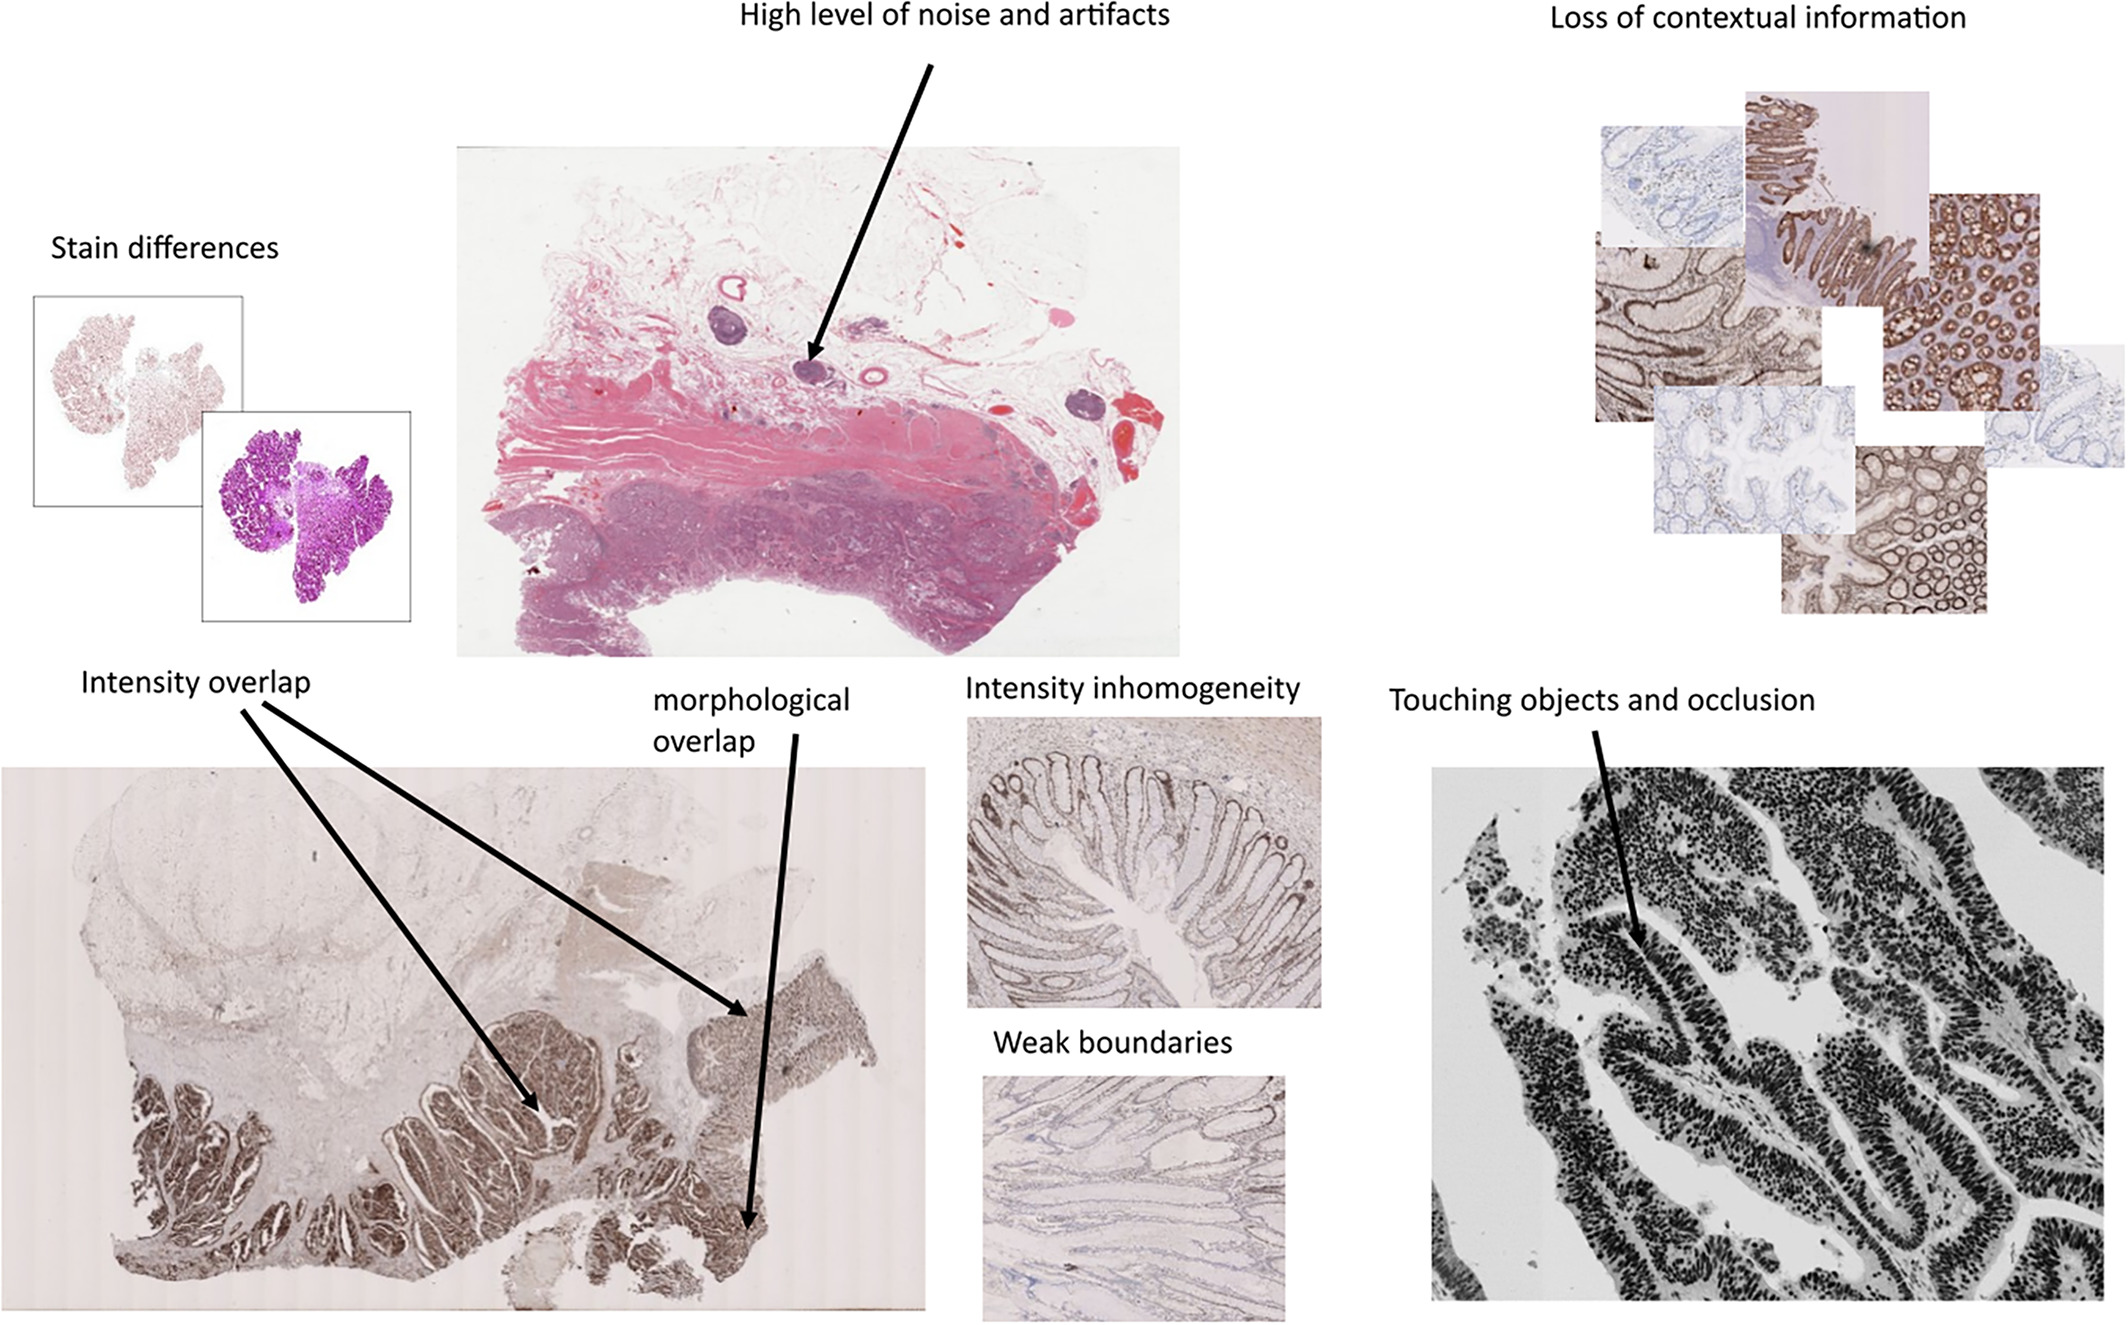 High level of noise and artifacts
Loss of contextual information
Stain differences
Intensity overlap
morphological
overlap
Intensity inhomogeneity
Touching objects and occlusion
Weak boundaries